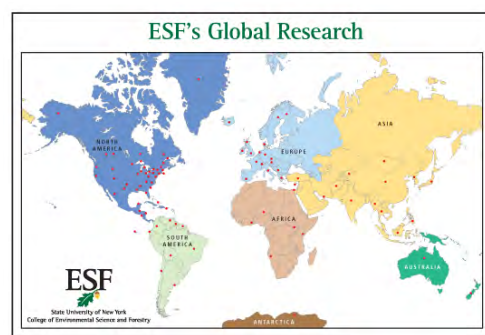 ESF's Global Research
ASIA
NORTH
AMERICA
EUROPE
AFRICA
SOUTH
AMERICA
AUSTRALIA
ESF
State University of New York
College of Environmental Science and Forestry
ANTARCTICA